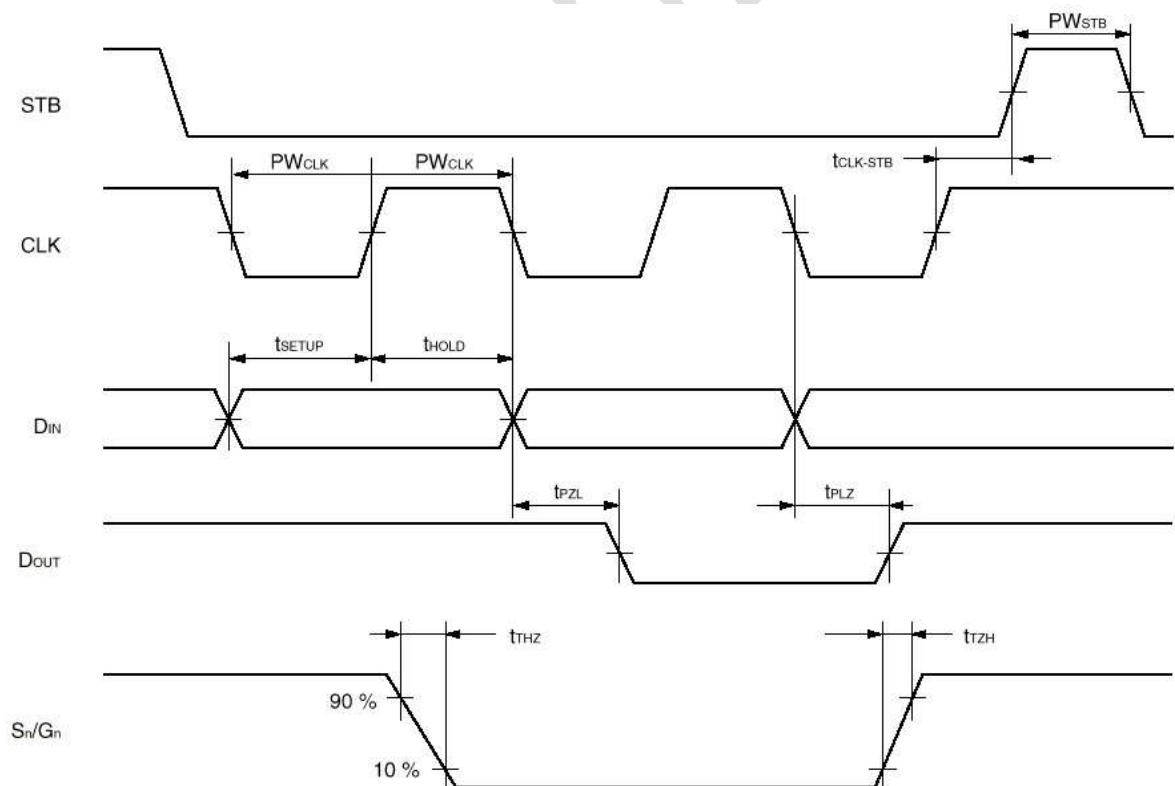 PWSTB
STB
PWCLK PWCLK
tCLK-STB
CLK
tSETUP tHOLD
DIN
tPZL tPLZ
DOUT
tTHZ tTZH
90 %
Sn/Gn
10 %